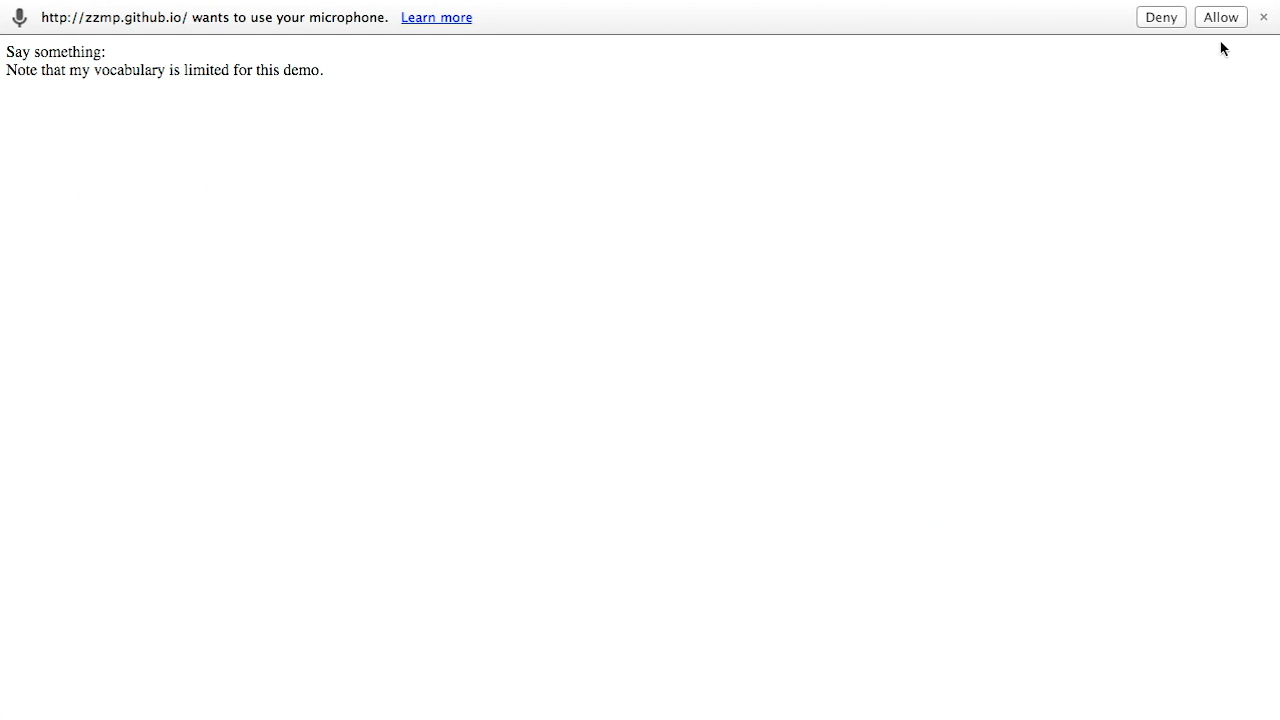 http://zzmp.github.io/ wants to use your microphone. Learn more Deny Allow ×
Say something:
Note that my vocabulary is limited for this demo.